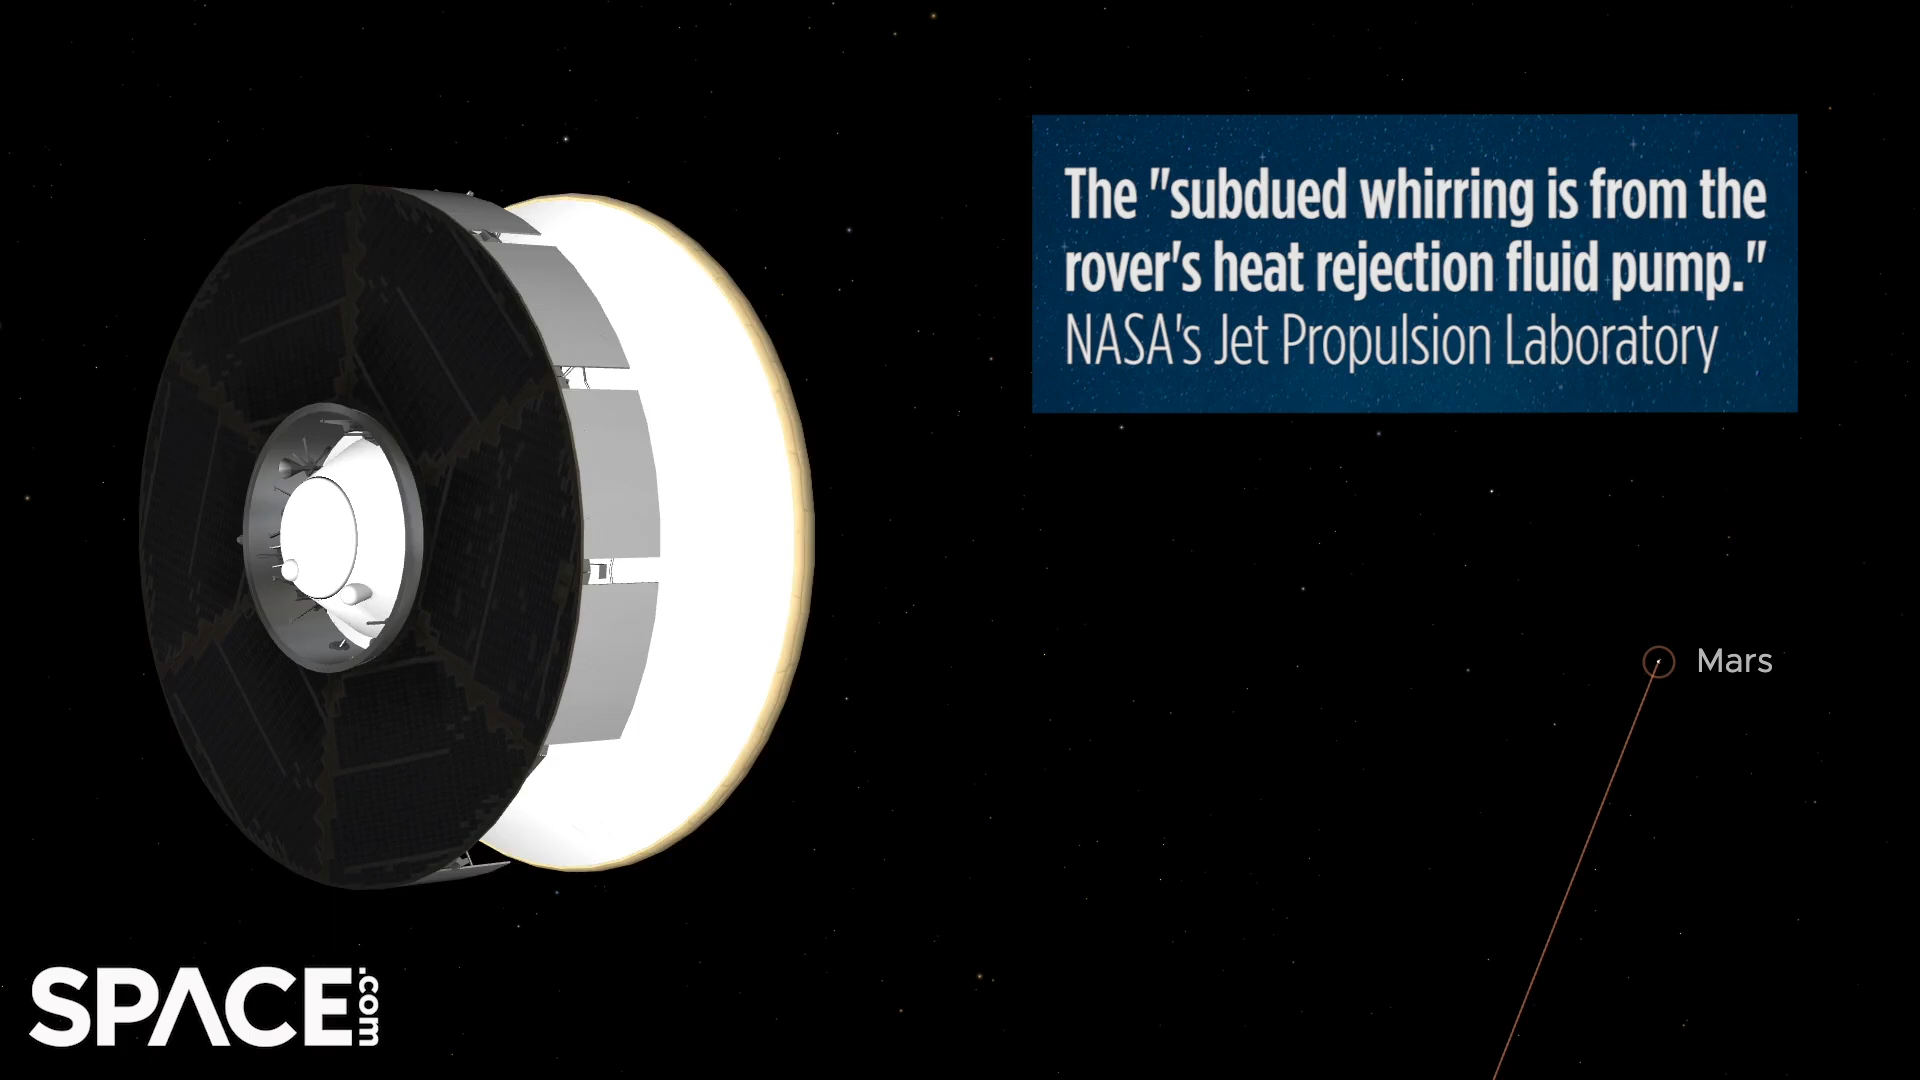 The "subdued whirring is from the
rover's heat rejection fluid pump."
NASA's Jet Propulsion Laboratory
Mars
SPACE.com